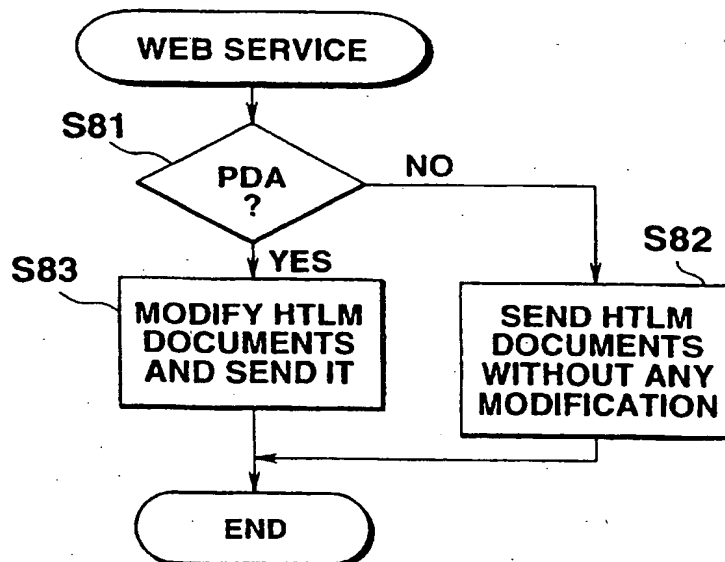 WEB SERVICE
S81
PDA
?
NO
YES
S83
S82
MODIFY HTLM
DOCUMENTS
AND SEND IT
SEND HTLM
DOCUMENTS
WITHOUT ANY
MODIFICATION
END